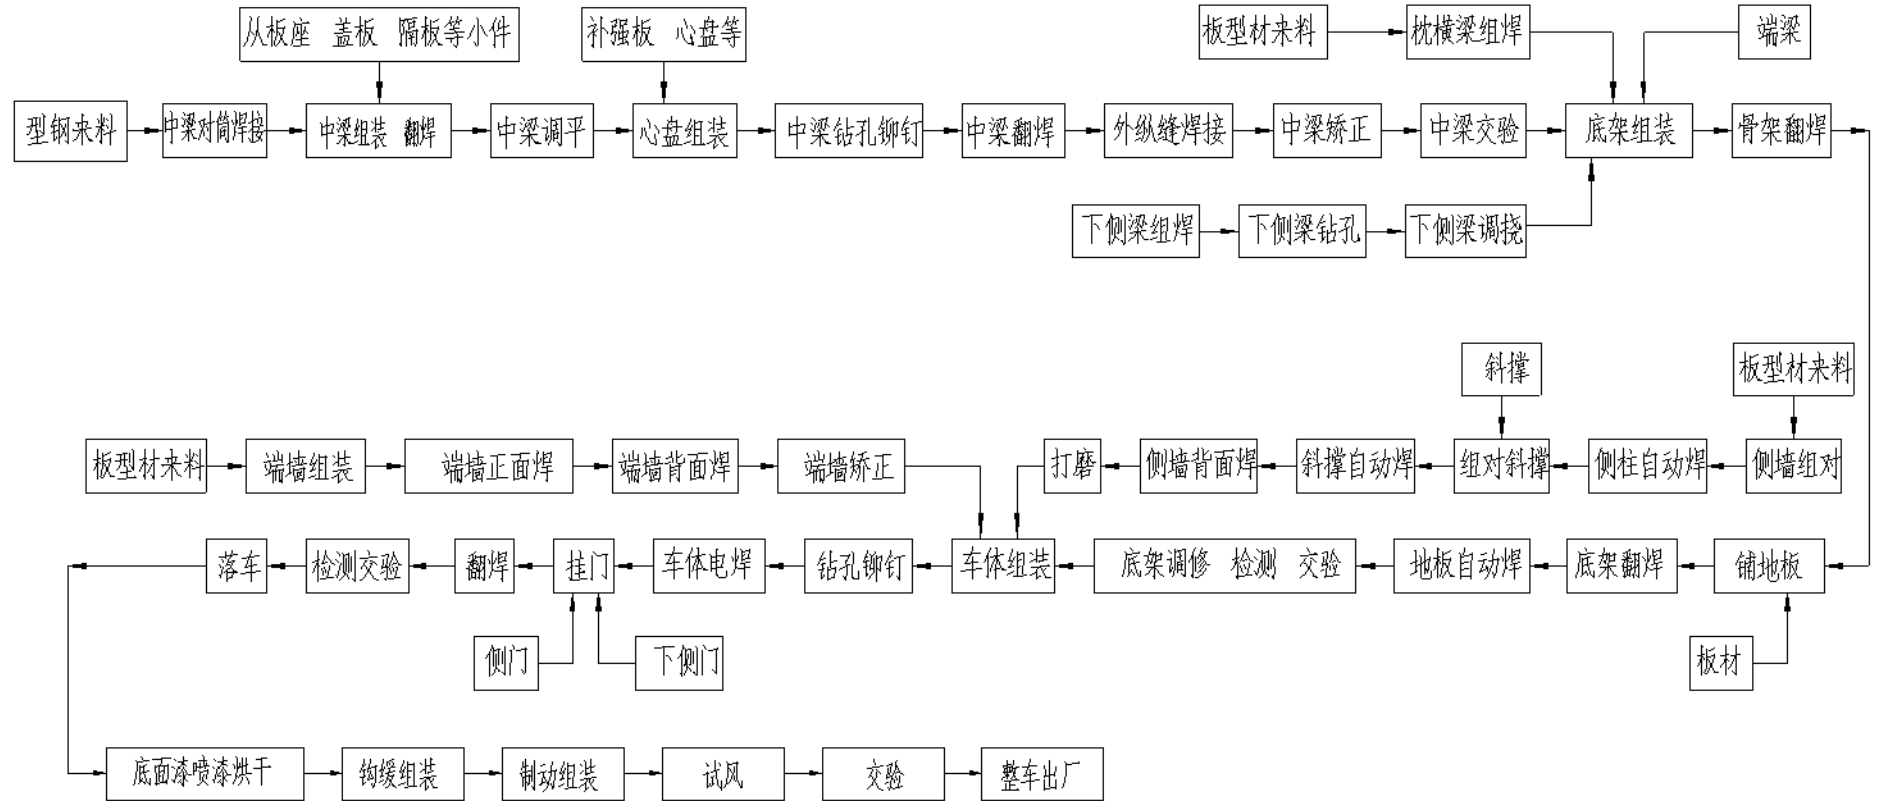 从板座 盖板 隔板等小件
补强板 心盘等
板型材来料
枕横梁组焊
端梁
型钢来料
中梁对筒焊接
中梁组装 翻焊
中梁调平
心盘组装
中梁钻孔铆钉
中梁翻焊
外纵缝焊接
中梁矫正
中梁交验
底架组装
骨架翻焊
下侧梁组焊
下侧梁钻孔
下侧梁调挠
斜撑
板型材来料
板型材来料
端墙组装
端墙正面焊
端墙背面焊
端墙矫正
打磨
侧墙背面焊
斜撑自动焊
组对斜撑
侧柱自动焊
侧墙组对
落车
检测交验
翻焊
挂门
车体电焊
钻孔铆钉
车体组装
底架调修 检测 交验
地板自动焊
底架翻焊
铺地板
侧门
下侧门
板材
底面漆喷漆烘干
钩缓组装
制动组装
试风
交验
整车出厂